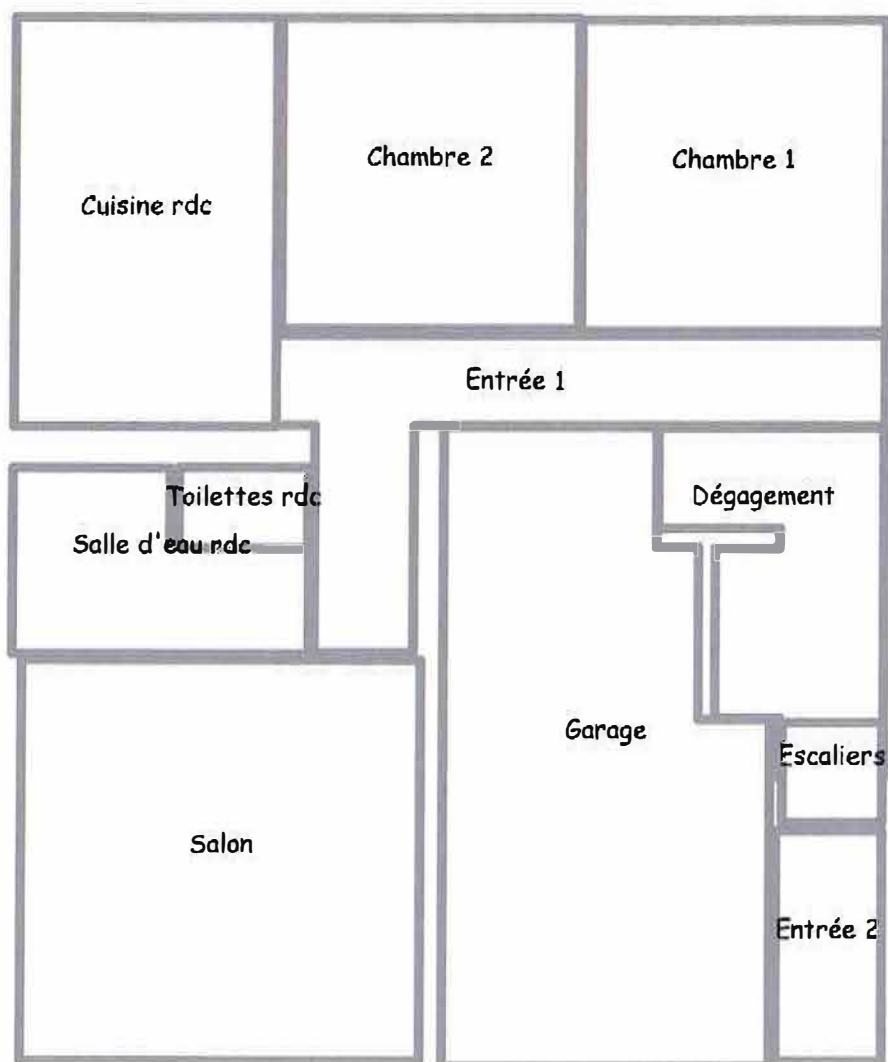 Chambre 2
Chambre 1
Cuisine rdc
Entrée 1
Toilettes rdc
Dégagement
Salle d'eau rdc
Garage
Escaliers
Salon
Entrée 2